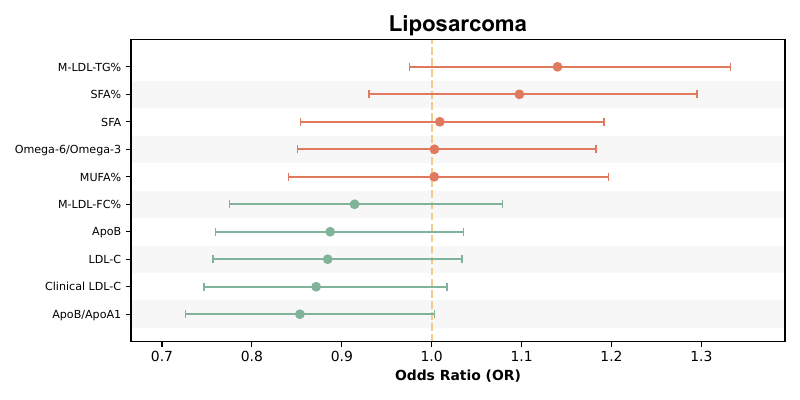 Liposarcoma
M-LDL-TG%
SFA%
SFA
Omega-6/Omega-3
MUFA%
M-LDL-FC%
ApoB
LDL-C
Clinical LDL-C
ApoB/ApoA1
0.7 0.8 0.9 1.0 1.1 1.2 1.3
Odds Ratio (OR)